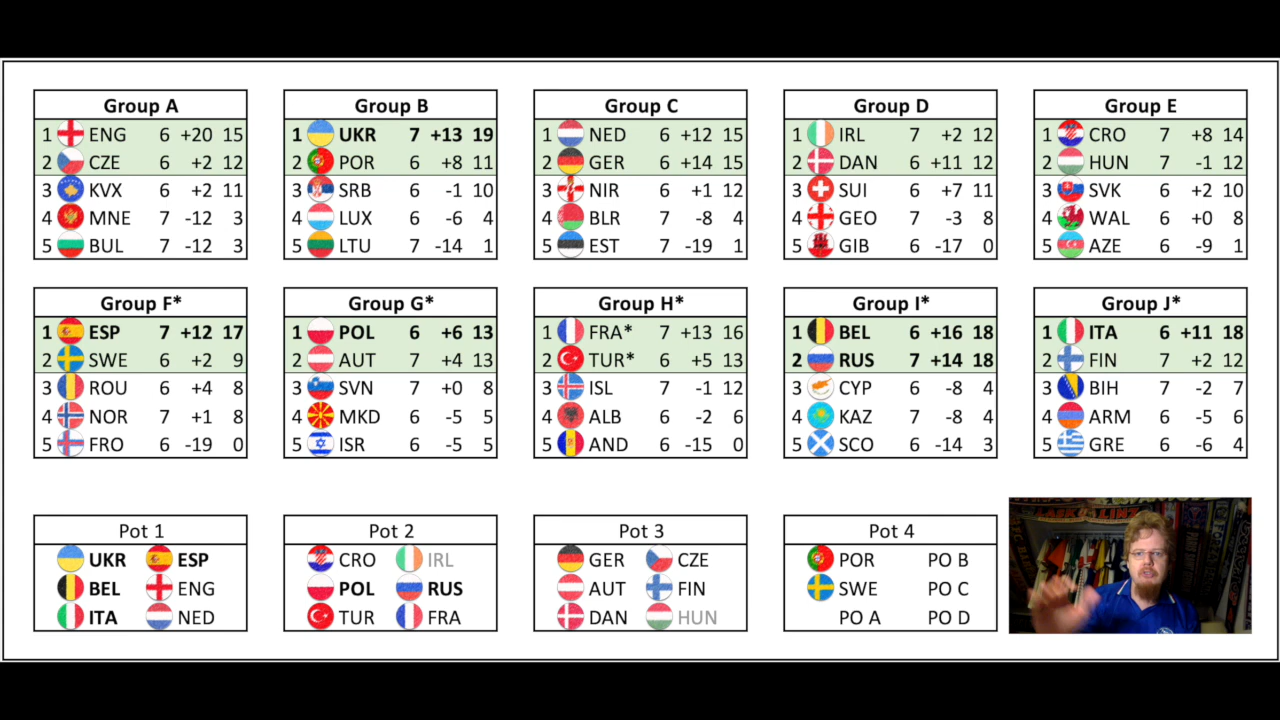 Group A
1 ENG 6 +20 15
2 CZE 6 +2 12
3 KVX 6 +2 11
4 MNE 7 -12 3
5 BUL 7 -12 3
Group B
1 UKR 7 +13 19
2 POR 6 +8 11
3 SRB 6 -1 10
4 LUX 6 -6 4
5 LTU 7 -14 1
Group C
1 NED 6 +12 15
2 GER 6 +14 15
3 NIR 6 +1 12
4 BLR 7 -8 4
5 EST 7 -19 1
Group D
1 IRL 7 +2 12
2 DAN 6 +11 12
3 SUI 6 +7 11
4 GEO 7 -3 8
5 GIB 6 -17 0
Group E
1 CRO 7 +8 14
2 HUN 7 -1 12
3 SVK 6 +2 10
4 WAL 6 +0 8
5 AZE 6 -9 1
Group F*
1 ESP 7 +12 17
2 SWE 6 +2 9
3 ROU 6 +4 8
4 NOR 7 +1 8
5 FRO 6 -19 0
Group G*
1 POL 6 +6 13
2 AUT 7 +4 13
3 SVN 7 +0 8
4 MKD 6 -5 5
5 ISR 6 -5 5
Group H*
1 FRA* 7 +13 16
2 TUR* 6 +5 13
3 ISL 7 -1 12
4 ALB 6 -2 6
5 AND 6 -15 0
Group I*
1 BEL 6 +16 18
2 RUS 7 +14 18
3 CYP 6 -8 4
4 KAZ 7 -8 4
5 SCO 6 -14 3
Group J*
1 ITA 6 +11 18
2 FIN 7 +2 12
3 BIH 7 -2 7
4 ARM 6 -5 6
5 GRE 6 -6 4
Pot 1
UKR ESP
BEL ENG
ITA NED
Pot 2
CRO IRL
POL RUS
TUR FRA
Pot 3
GER CZE
AUT FIN
DAN HUN
Pot 4
POR PO B
SWE PO C
PO A PO D